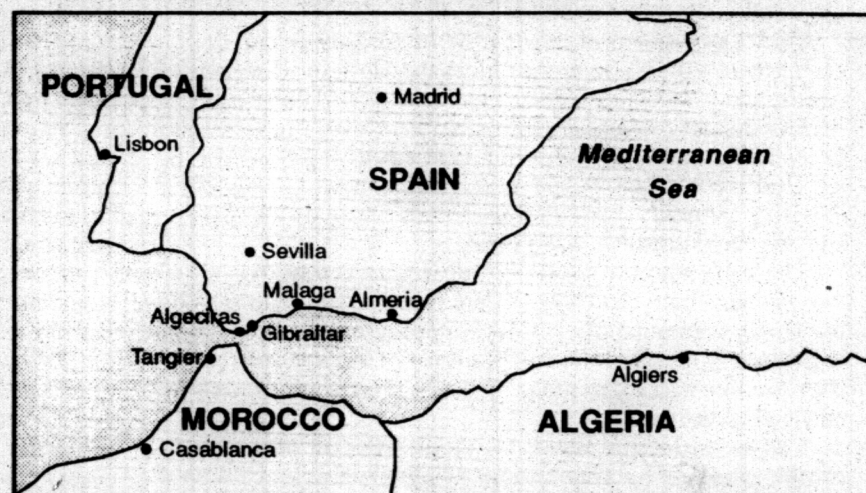 PORTUGAL
Madrid
Lisbon
Mediterranean
Sea
SPAIN
Sevilla
Malaga
Almeria
Algeciras
Gibraltar
Tangier
Algiers
MOROCCO
ALGERIA
Casablanca